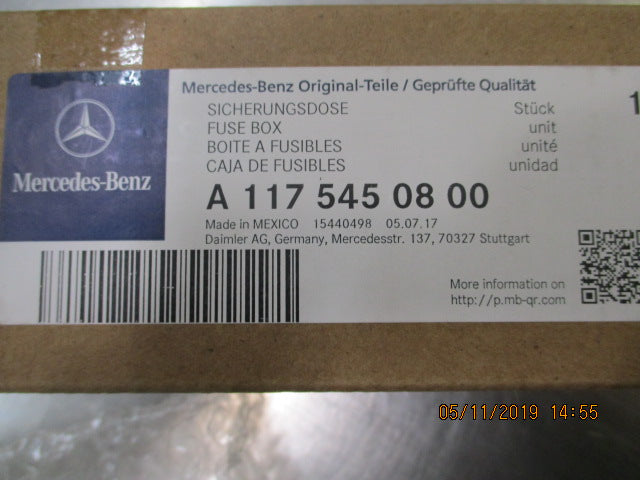 Mercedes-Benz Original-Teile / Geprüfte Qualität
SICHERUNGSDOSE Stück 1
FUSE BOX unit
BOITE A FUSIBLES unité
CAJA DE FUSIBLES unidad
Mercedes-Benz
A 117 545 08 00
Made in MEXICO 15440498 05.07.17
Daimler AG, Germany, Mercedesstr. 137, 70327 Stuttgart
More information on
http://p.mb-qr.com
05/11/2019 14:55